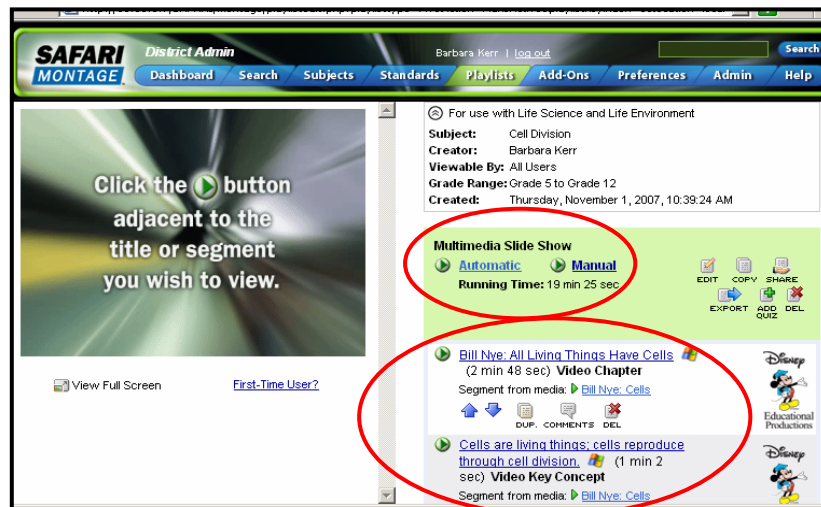 SAFARI
MONTAGE
District Admin
Barbara Kerr | log out
Search
Dashboard Search Subjects Standards Playlists Add-Ons Preferences Admin Help
Click the button
adjacent to the
title or segment
you wish to view.
View Full Screen
First-Time User?
For use with Life Science and Life Environment
Subject: Cell Division
Creator: Barbara Kerr
Viewable By: All Users
Grade Range: Grade 5 to Grade 12
Created: Thursday, November 1, 2007, 10:39:24 AM
Multimedia Slide Show
Automatic Manual
Running Time: 19 min 25 sec
EDIT COPY SHARE
EXPORT ADD QUIZ DEL
Bill Nye: All Living Things Have Cells
(2 min 48 sec) Video Chapter
Segment from media: Bill Nye: Cells
DUP. COMMENTS DEL
Disney
Educational
Productions
Cells are living things; cells reproduce
through cell division. (1 min 2
sec) Video Key Concept
Segment from media: Bill Nye: Cells
Disney